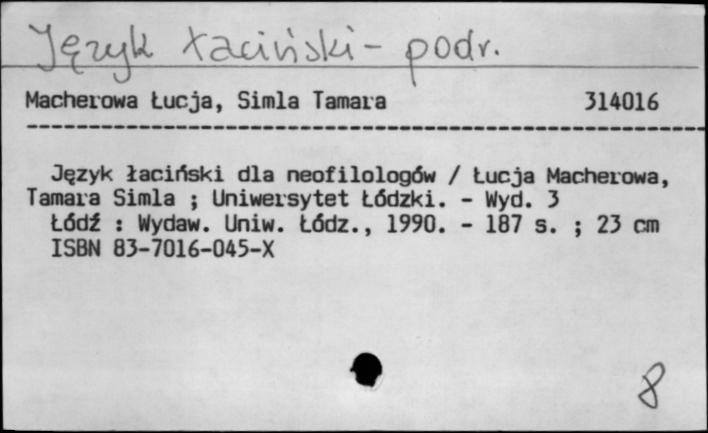 Język łaciński - podr.
Macherowa Łucja, Simla Tamara 314016
Język łaciński dla neofilologów / Łucja Macherowa,
Tamara Simla ; Uniwersytet Łódzki. - Wyd. 3
Łódź : Wydaw. Uniw. Łódz., 1990. - 187 s. ; 23 cm
ISBN 83-7016-045-X
8